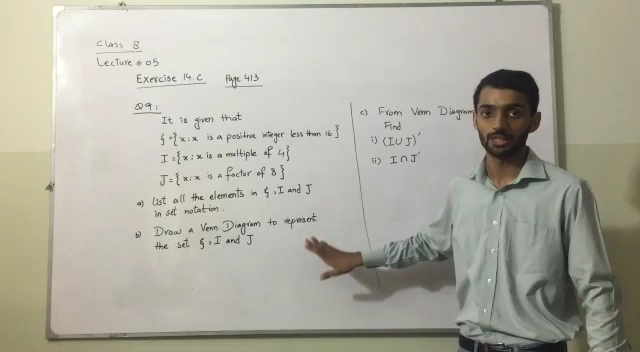 Class 8
Lecture # 05
Exercise 14.C Page 413
Q9:
It is given that
ξ = {x : x is a positive integer less than 16}
I = {x : x is a multiple of 4}
J = {x : x is a factor of 8}
a) List all the elements in ξ, I and J
in set notation.
b) Draw a Venn Diagram to represent
the set ξ, I and J
c) From Venn Diagram
Find
i) (I∪J)′
ii) I∩J′